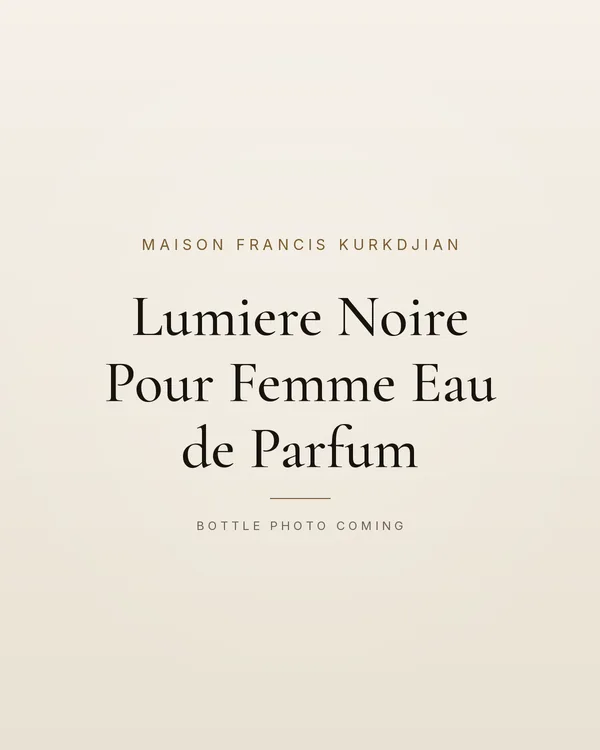 MAISON FRANCIS KURKDJIAN
Lumiere Noire
Pour Femme Eau
de Parfum
BOTTLE PHOTO COMING